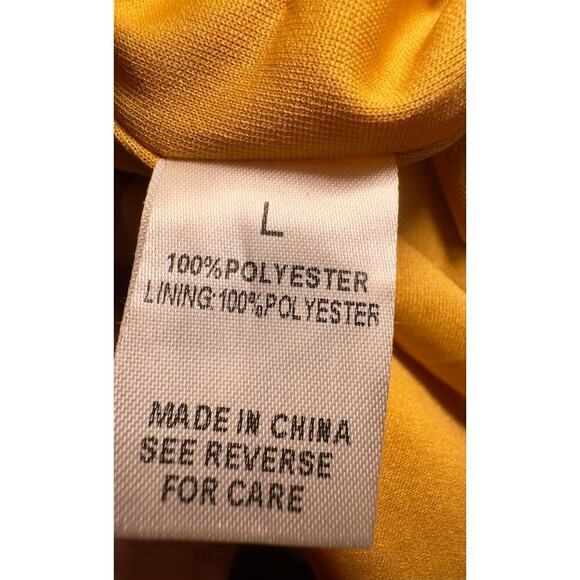 L
100%POLYESTER
LINING:100%POLYESTER
MADE IN CHINA
SEE REVERSE
FOR CARE